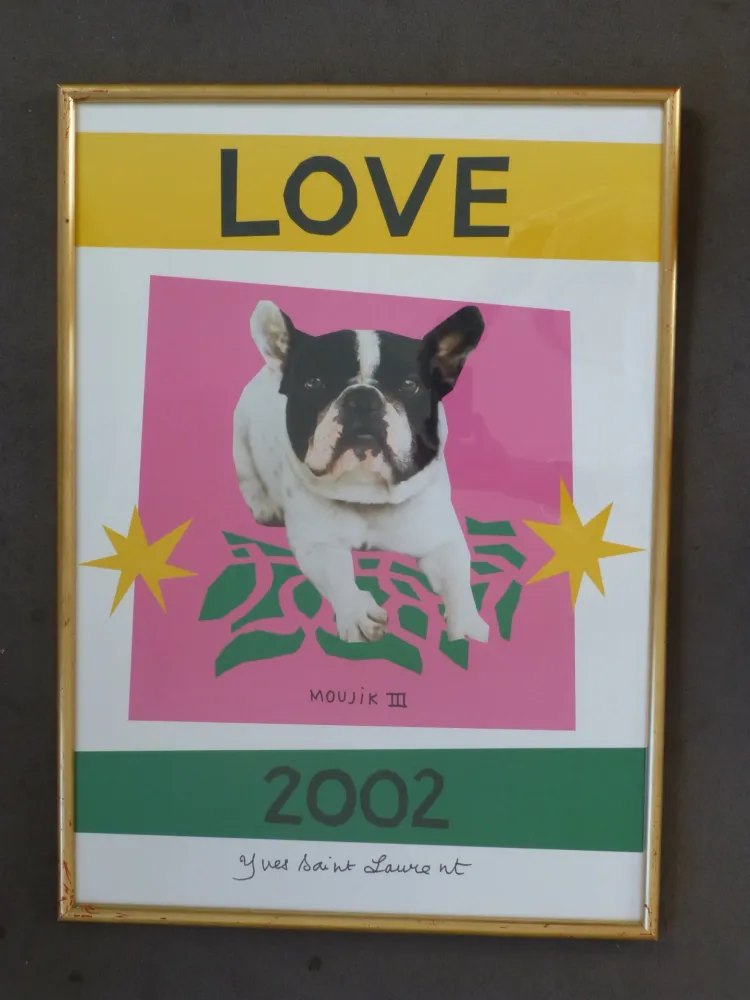 LOVE
MOUJIK III
2002
Yves Saint Laurent